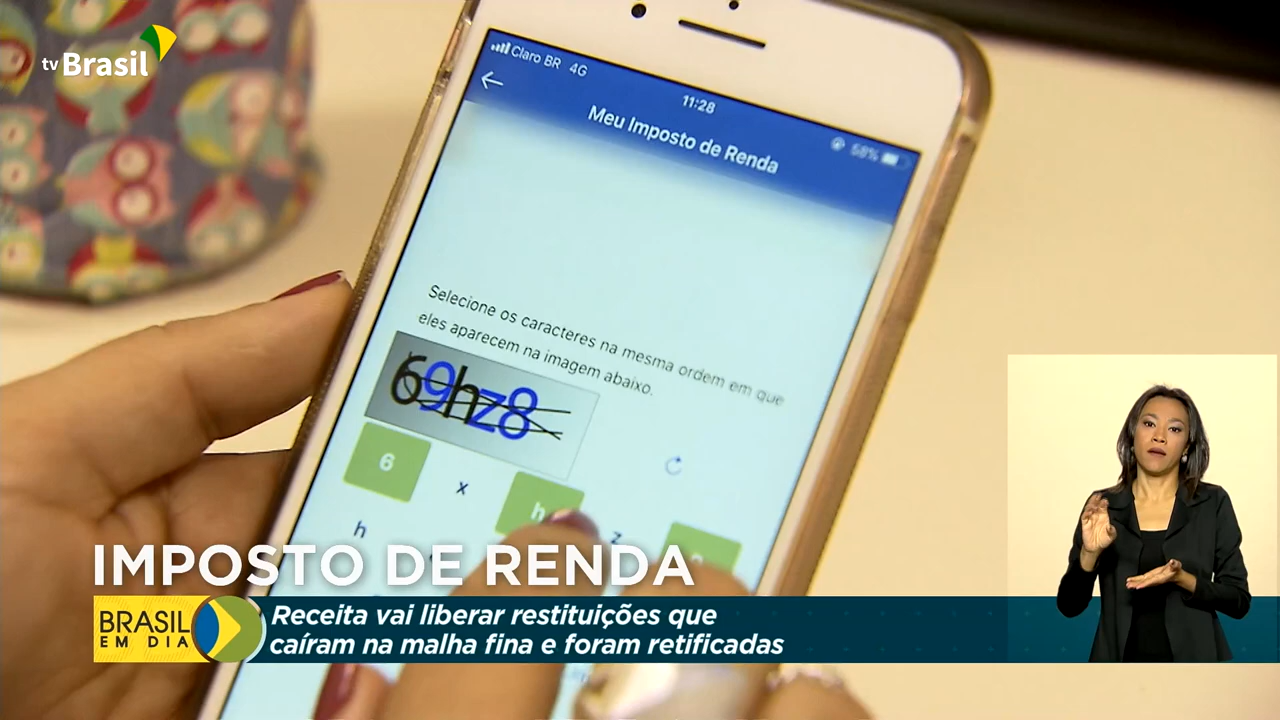 tv Brasil
Claro BR 4G
11:28
58%
Meu Imposto de Renda
Selecione os caracteres na mesma ordem em que
eles aparecem na imagem abaixo.
69hz8
6
x
h
z
h
IMPOSTO DE RENDA
BRASIL
EM DIA
Receita vai liberar restituições que
caíram na malha fina e foram retificadas